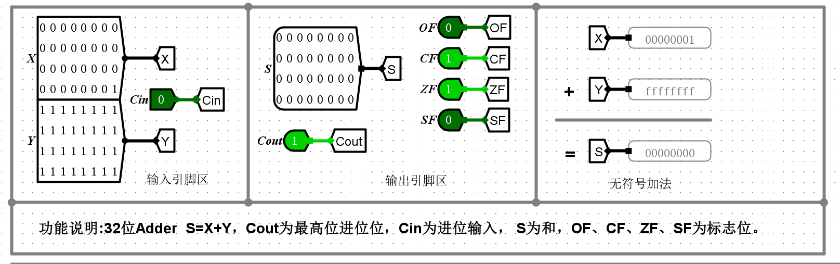 X
0 0 0 0 0 0 0 0
0 0 0 0 0 0 0 0
0 0 0 0 0 0 0 0
0 0 0 0 0 0 0 1
X
Cin 0 Cin
Y
1 1 1 1 1 1 1 1
1 1 1 1 1 1 1 1
1 1 1 1 1 1 1 1
1 1 1 1 1 1 1 1
Y
输入引脚区
S
0 0 0 0 0 0 0 0
0 0 0 0 0 0 0 0
0 0 0 0 0 0 0 0
0 0 0 0 0 0 0 0
S
OF 0 OF
CF 1 CF
ZF 1 ZF
SF 0 SF
Cout 1 Cout
输出引脚区
X 00000001
+ Y ffffffff
= S 00000000
无符号加法
功能说明:32位Adder S=X+Y，Cout为最高位进位位，Cin为进位输入， S为和，OF、CF、ZF、SF为标志位。